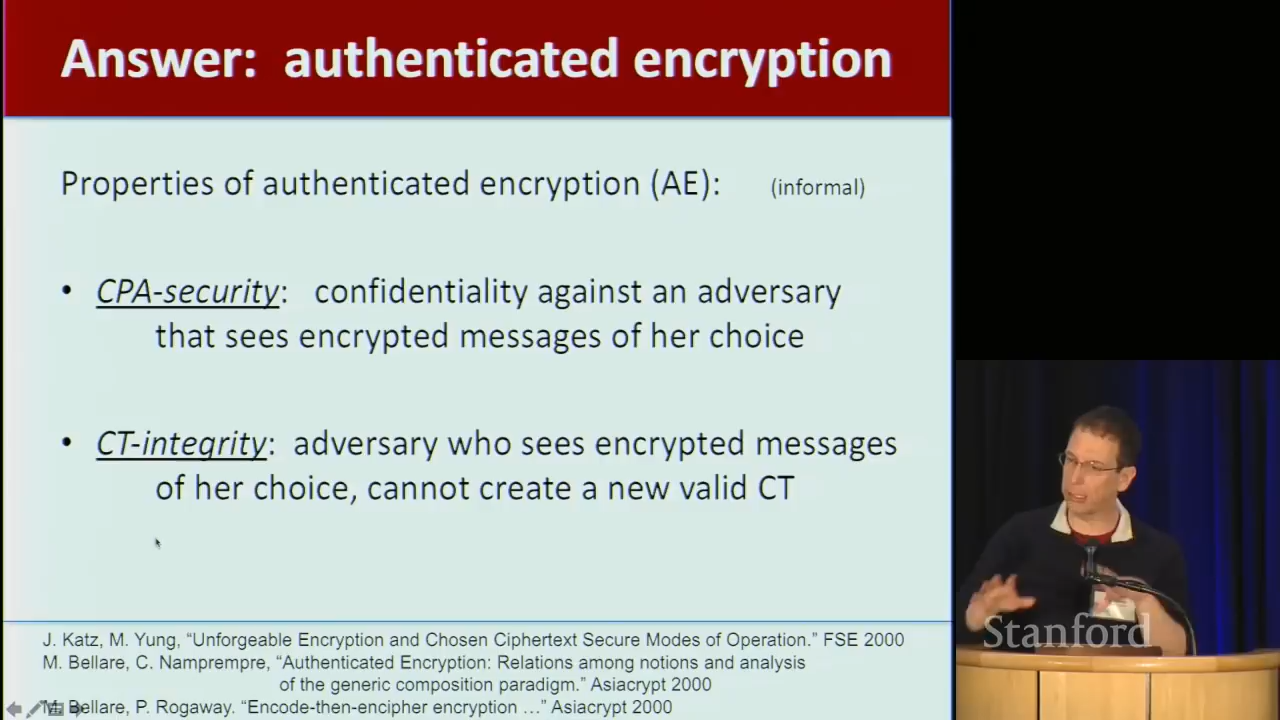 Answer: authenticated encryption
Properties of authenticated encryption (AE): (informal)
• CPA-security: confidentiality against an adversary
that sees encrypted messages of her choice
• CT-integrity: adversary who sees encrypted messages
of her choice, cannot create a new valid CT
J. Katz, M. Yung, “Unforgeable Encryption and Chosen Ciphertext Secure Modes of Operation.” FSE 2000
M. Bellare, C. Namprempre, “Authenticated Encryption: Relations among notions and analysis
of the generic composition paradigm.” Asiacrypt 2000
M. Bellare, P. Rogaway. “Encode-then-encipher encryption …” Asiacrypt 2000
Stanford